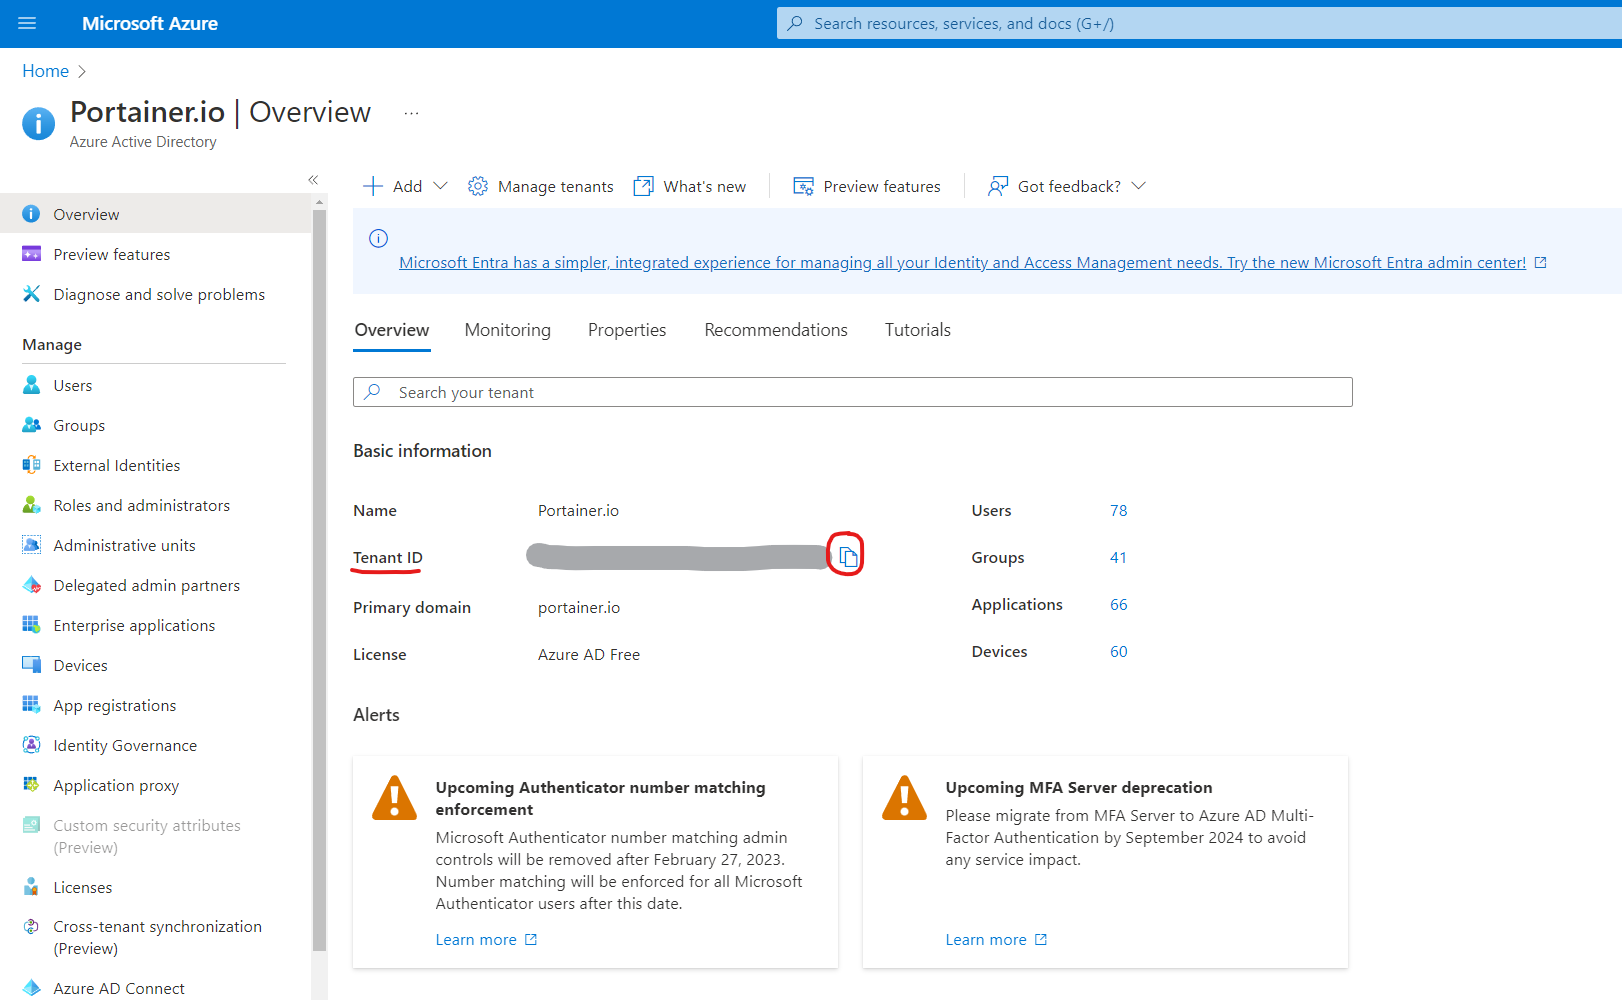 Microsoft Azure
Search resources, services, and docs (G+/)
Home
Portainer.io | Overview ...
Azure Active Directory
Overview
Preview features
Diagnose and solve problems
Manage
Users
Groups
External Identities
Roles and administrators
Administrative units
Delegated admin partners
Enterprise applications
Devices
App registrations
Identity Governance
Application proxy
Custom security attributes
(Preview)
Licenses
Cross-tenant synchronization
(Preview)
Azure AD Connect
Add
Manage tenants
What's new
Preview features
Got feedback?
Microsoft Entra has a simpler, integrated experience for managing all your Identity and Access Management needs. Try the new Microsoft Entra admin center!
Overview
Monitoring
Properties
Recommendations
Tutorials
Search your tenant
Basic information
Name
Portainer.io
Tenant ID
Primary domain
portainer.io
License
Azure AD Free
Users
78
Groups
41
Applications
66
Devices
60
Alerts
Upcoming Authenticator number matching
enforcement
Microsoft Authenticator number matching admin
controls will be removed after February 27, 2023.
Number matching will be enforced for all Microsoft
Authenticator users after this date.
Learn more
Upcoming MFA Server deprecation
Please migrate from MFA Server to Azure AD Multi-
Factor Authentication by September 2024 to avoid
any service impact.
Learn more